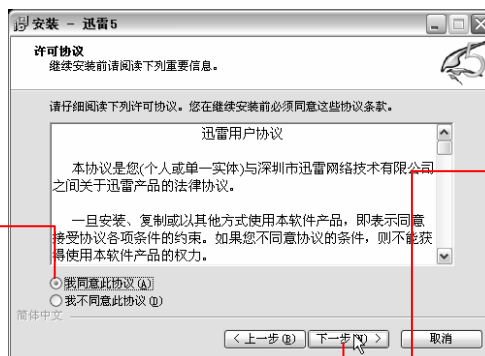 安装 - 迅雷5
许可协议
继续安装前请阅读下列重要信息。
请仔细阅读下列许可协议。您在继续安装前必须同意这些协议条款。
迅雷用户协议
本协议是您(个人或单一实体)与深圳市迅雷网络技术有限公司
之间关于迅雷产品的法律协议。
一旦安装、复制或以其他方式使用本软件产品，即表示同意
接受协议各项条件的约束。如果您不同意协议的条件，则不能获
得使用本软件产品的权力。
我同意此协议(A)
我不同意此协议(D)
简体中文
< 上一步(B) 下一步(N) > 取消